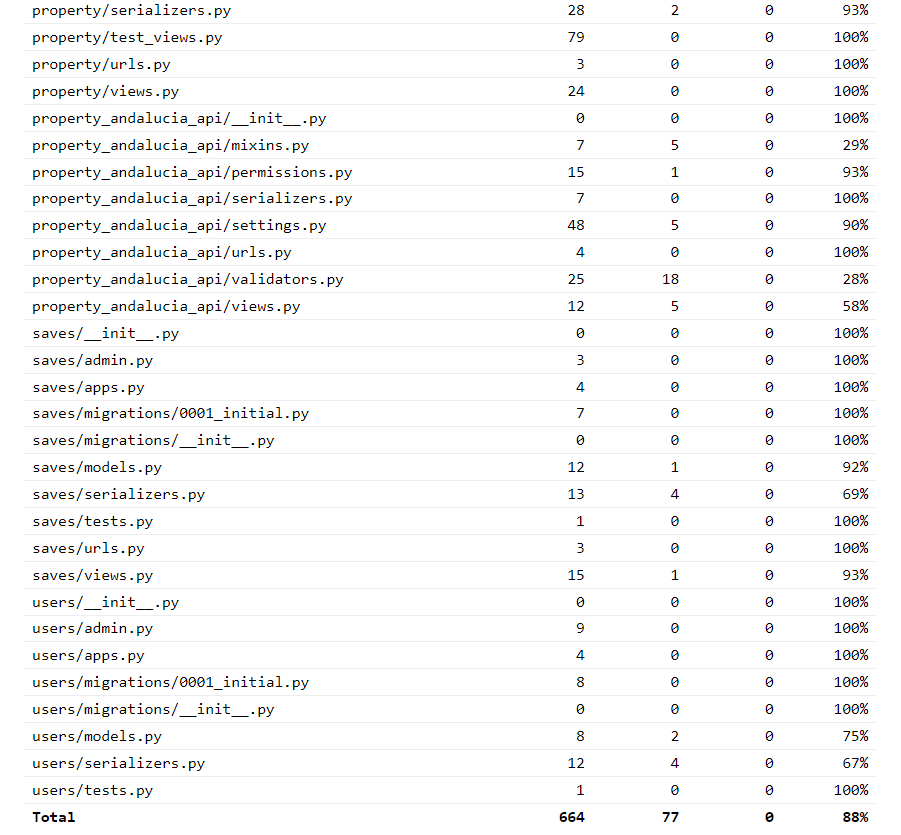 property/serializers.py 28 2 0 93%
property/test_views.py 79 0 0 100%
property/urls.py 3 0 0 100%
property/views.py 24 0 0 100%
property_andalucia_api/__init__.py 0 0 0 100%
property_andalucia_api/mixins.py 7 5 0 29%
property_andalucia_api/permissions.py 15 1 0 93%
property_andalucia_api/serializers.py 7 0 0 100%
property_andalucia_api/settings.py 48 5 0 90%
property_andalucia_api/urls.py 4 0 0 100%
property_andalucia_api/validators.py 25 18 0 28%
property_andalucia_api/views.py 12 5 0 58%
saves/__init__.py 0 0 0 100%
saves/admin.py 3 0 0 100%
saves/apps.py 4 0 0 100%
saves/migrations/0001_initial.py 7 0 0 100%
saves/migrations/__init__.py 0 0 0 100%
saves/models.py 12 1 0 92%
saves/serializers.py 13 4 0 69%
saves/tests.py 1 0 0 100%
saves/urls.py 3 0 0 100%
saves/views.py 15 1 0 93%
users/__init__.py 0 0 0 100%
users/admin.py 9 0 0 100%
users/apps.py 4 0 0 100%
users/migrations/0001_initial.py 8 0 0 100%
users/migrations/__init__.py 0 0 0 100%
users/models.py 8 2 0 75%
users/serializers.py 12 4 0 67%
users/tests.py 1 0 0 100%
Total 664 77 0 88%